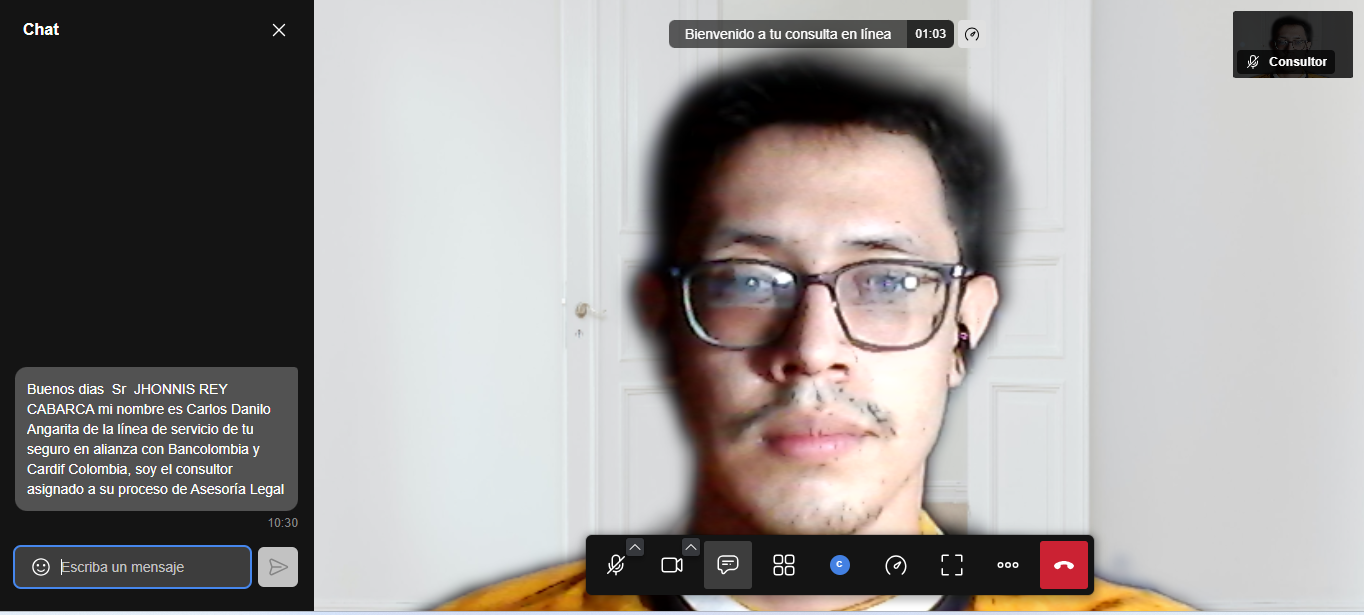 Chat
Bienvenido a tu consulta en línea
01:03
Consultor
Buenos dias Sr JHONNIS REY
CABARCA mi nombre es Carlos Danilo
Angarita de la línea de servicio de tu
seguro en alianza con Bancolombia y
Cardif Colombia, soy el consultor
asignado a su proceso de Asesoría Legal
10:30
Escriba un mensaje
C